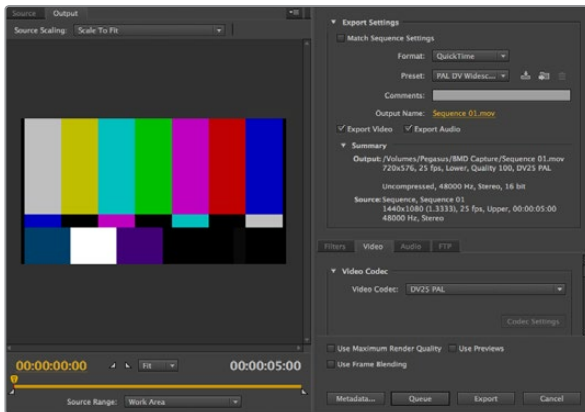 Source
Output
Source Scaling: Scale To Fit
00:00:00:00
Fit
00:00:05:00
Source Range: Work Area
Export Settings
Match Sequence Settings
Format: QuickTime
Preset: PAL DV Widesc...
Comments:
Output Name: Sequence 01.mov
Export Video Export Audio
Summary
Output: /Volumes/Pegasus/BMD Capture/Sequence 01.mov
720x576, 25 fps, Lower, Quality 100, DV25 PAL
Uncompressed, 48000 Hz, Stereo, 16 bit
Source: Sequence, Sequence 01
1440x1080 (1.3333), 25 fps, Upper, 00:00:05:00
48000 Hz, Stereo
Filters Video Audio FTP
Video Codec
Video Codec: DV25 PAL
Codec Settings
Use Maximum Render Quality Use Previews
Use Frame Blending
Metadata... Queue Export Cancel